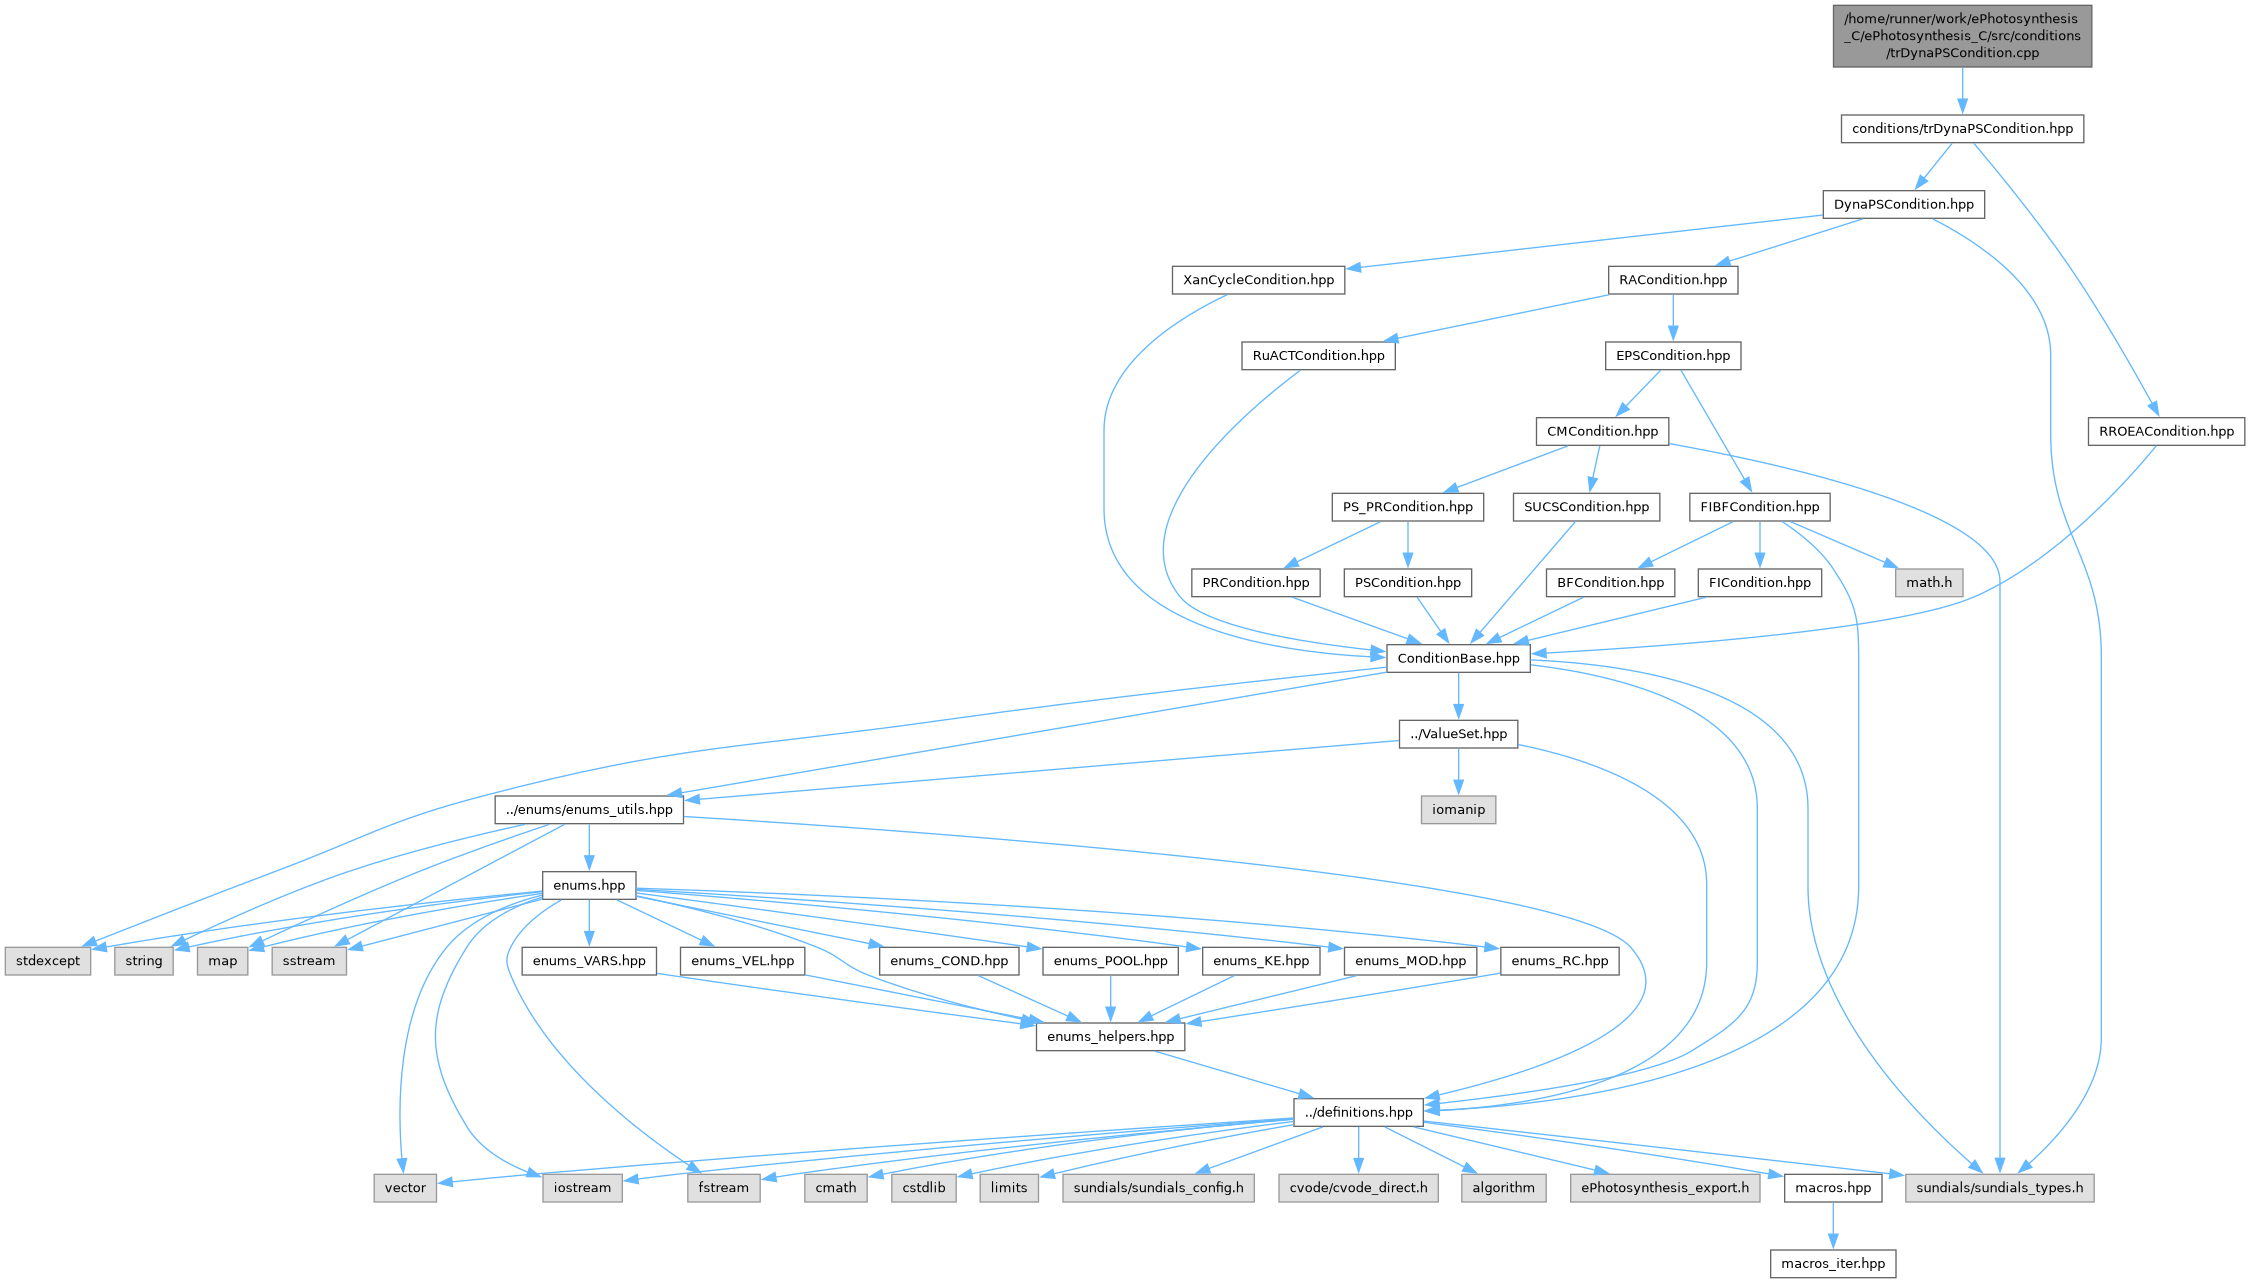 /home/runner/work/ePhotosynthesis
_C/ePhotosynthesis_C/src/conditions
/trDynaPSCondition.cpp
conditions/trDynaPSCondition.hpp
DynaPSCondition.hpp
XanCycleCondition.hpp
RACondition.hpp
RuACTCondition.hpp
EPSCondition.hpp
CMCondition.hpp
RROEACondition.hpp
PS_PRCondition.hpp
SUCSCondition.hpp
FIBFCondition.hpp
PRCondition.hpp
PSCondition.hpp
BFCondition.hpp
FICondition.hpp
math.h
ConditionBase.hpp
../ValueSet.hpp
../enums/enums_utils.hpp
iomanip
enums.hpp
stdexcept
string
map
sstream
enums_VARS.hpp
enums_VEL.hpp
enums_COND.hpp
enums_POOL.hpp
enums_KE.hpp
enums_MOD.hpp
enums_RC.hpp
enums_helpers.hpp
../definitions.hpp
vector
iostream
fstream
cmath
cstdlib
limits
sundials/sundials_config.h
cvode/cvode_direct.h
algorithm
ePhotosynthesis_export.h
macros.hpp
sundials/sundials_types.h
macros_iter.hpp